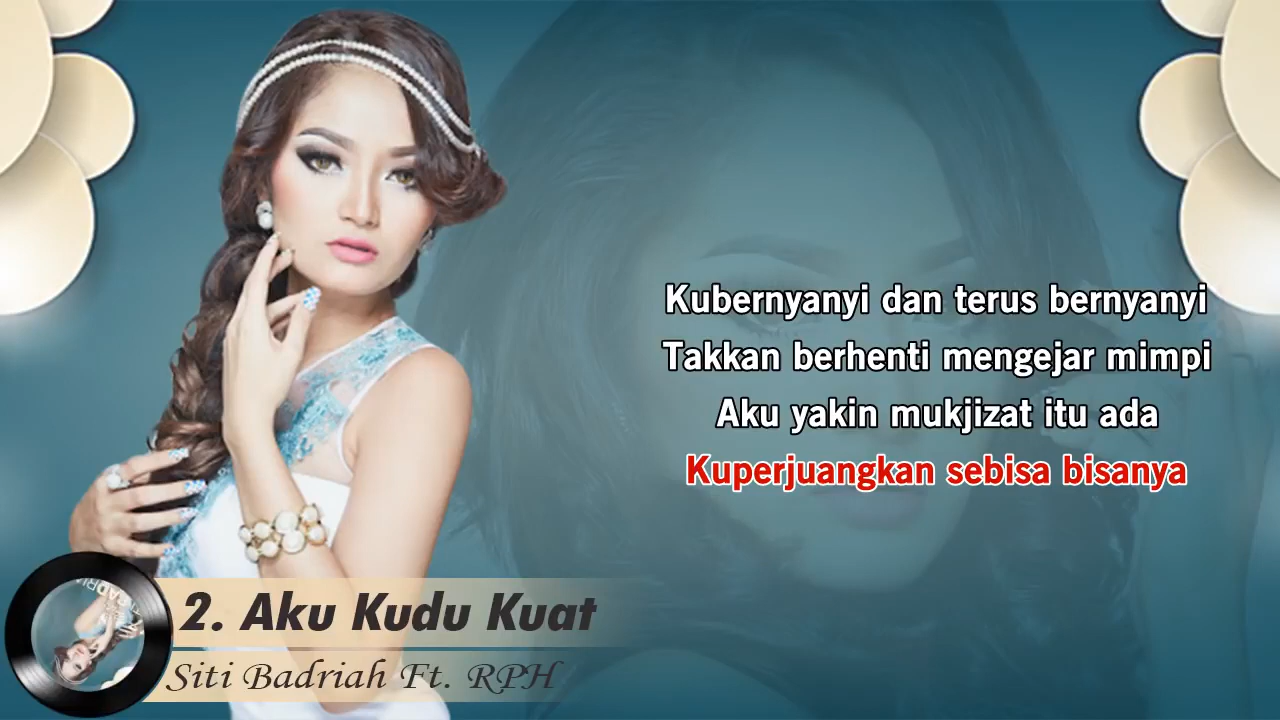 Kubernyanyi dan terus bernyanyi
Takkan berhenti mengejar mimpi
Aku yakin mukjizat itu ada
Kuperjuangkan sebisa bisanya
2. Aku Kudu Kuat
Siti Badriah Ft. RPH